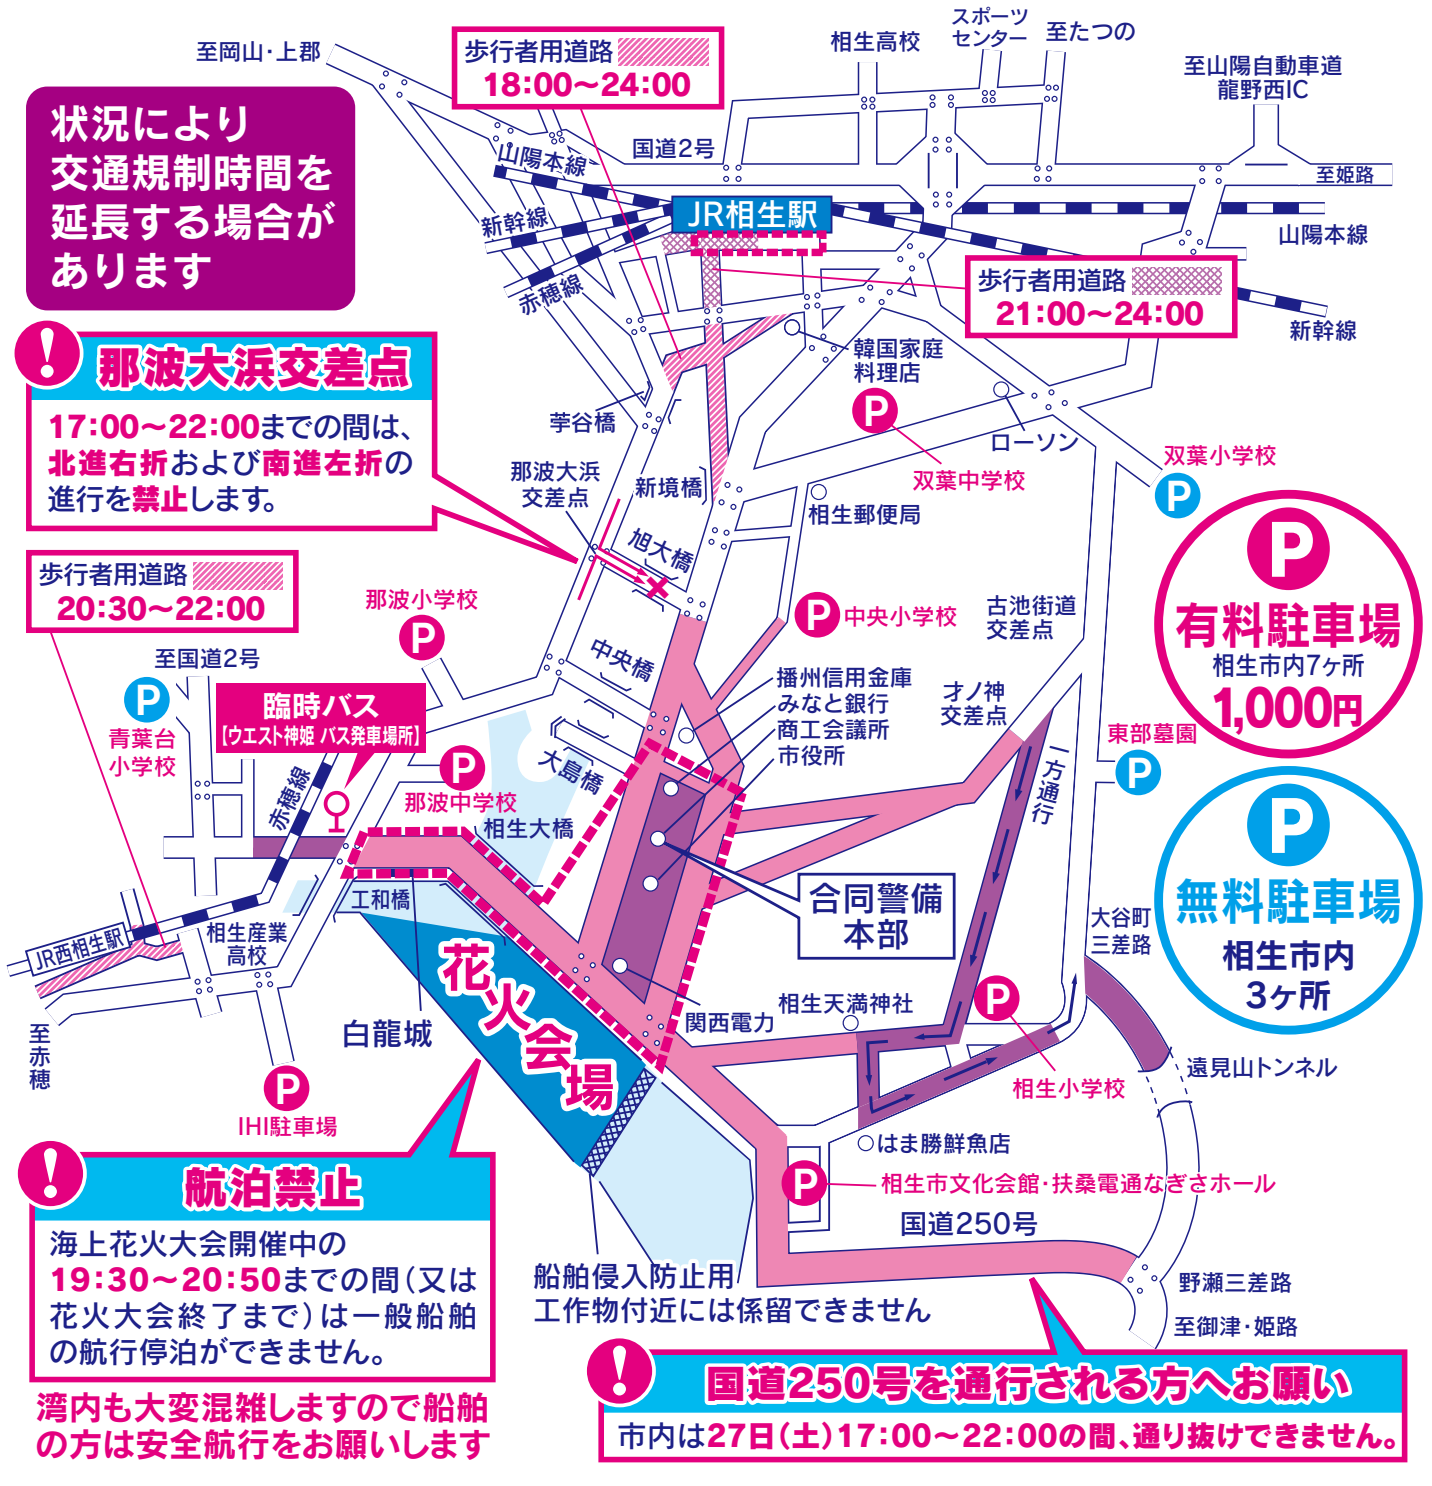 至岡山・上郡
歩行者用道路
18:00～24:00
相生高校
スポーツ
センター
至たつの
至山陽自動車道
龍野西IC
状況により
交通規制時間を
延長する場合が
あります
山陽本線
国道2号
至姫路
新幹線
JR相生駅
山陽本線
赤穂線
歩行者用道路
21:00～24:00
新幹線
!
那波大浜交差点
17:00～22:00までの間は、
北進右折および南進左折の
進行を禁止します。
韓国家庭
料理店
P
双葉中学校
ローソン
双葉小学校
P
茡谷橋
那波大浜
交差点
新境橋
相生郵便局
旭大橋
歩行者用道路
20:30～22:00
那波小学校
P
P
中央小学校
古池街道
交差点
P
有料駐車場
相生市内7ヶ所
1,000円
至国道2号
P
青葉台
小学校
臨時バス
【ウエスト神姫 バス発車場所】
中央橋
播州信用金庫
みなと銀行
商工会議所
市役所
才ノ神
交差点
一方通行
東部墓園
P
赤穂線
P
那波中学校
大島橋
相生大橋
P
無料駐車場
相生市内
3ヶ所
工和橋
合同警備
本部
大谷町
三差路
JR西相生駅
相生産業
高校
花火会場
白龍城
関西電力
相生天満神社
P
相生小学校
遠見山トンネル
至赤穂
P
IHI駐車場
はま勝鮮魚店
!
航泊禁止
海上花火大会開催中の
19:30～20:50までの間（又は
花火大会終了まで）は一般船舶
の航行停泊ができません。
P
相生市文化会館・扶桑電通なぎさホール
国道250号
船舶侵入防止用
工作物付近には係留できません
野瀬三差路
至御津・姫路
湾内も大変混雑しますので船舶
の方は安全航行をお願いします
!
国道250号を通行される方へお願い
市内は27日（土）17:00～22:00の間、通り抜けできません。